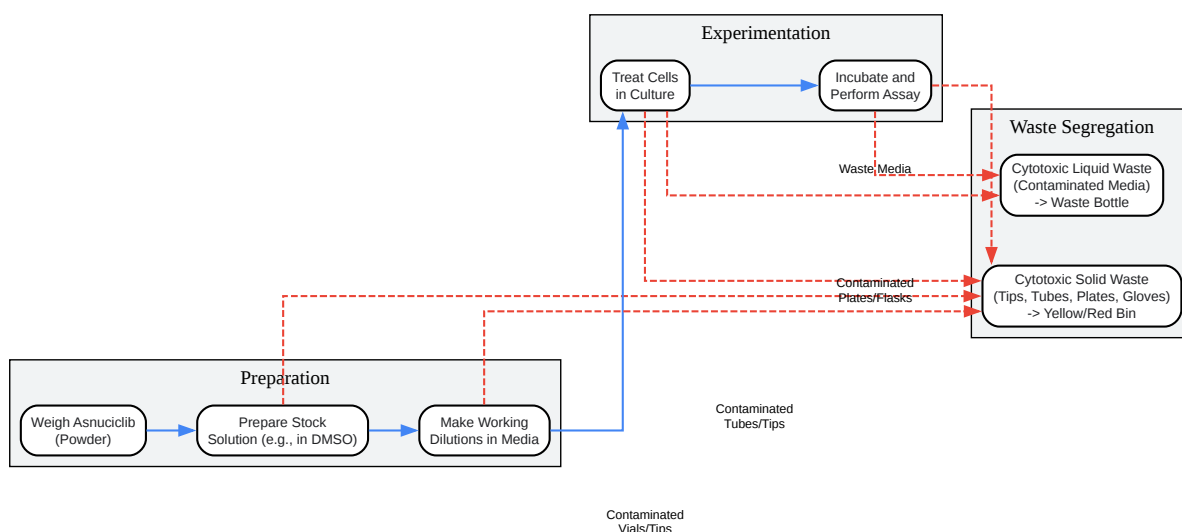 Experimentation
Treat Cells
in Culture
Incubate and
Perform Assay
Waste Segregation
Waste Media
Cytotoxic Liquid Waste
(Contaminated Media)
-> Waste Bottle
Contaminated
Plates/Flasks
Cytotoxic Solid Waste
(Tips, Tubes, Plates, Gloves)
-> Yellow/Red Bin
Preparation
Weigh Asnuciclib
(Powder)
Prepare Stock
Solution (e.g., in DMSO)
Make Working
Dilutions in Media
Contaminated
Tubes/Tips
Contaminated
Vials/Tips